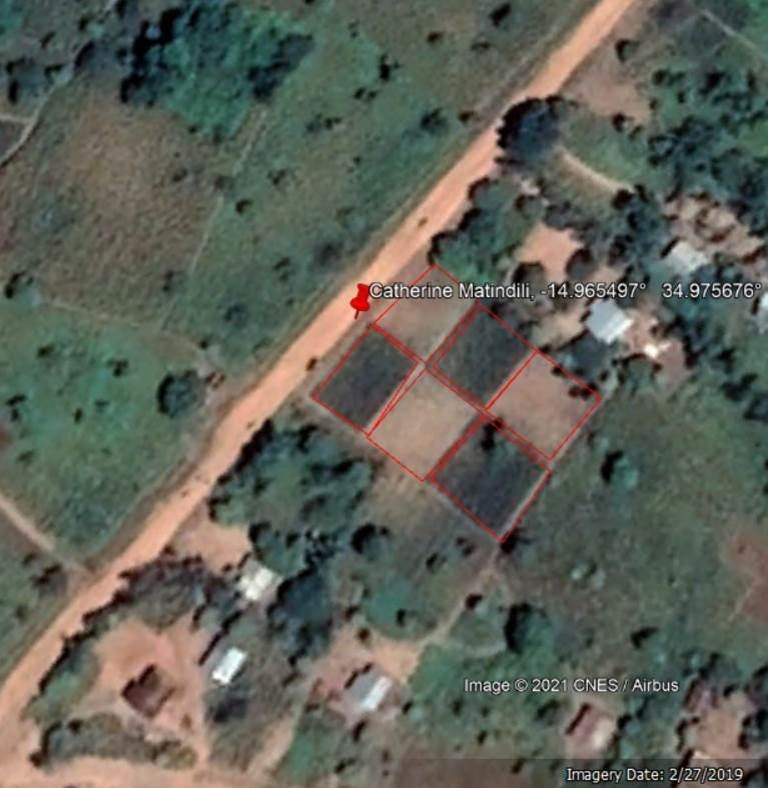 Catherine Matindili, -14.965497° 34.975676°
Image © 2021 CNES / Airbus
Imagery Date: 2/27/2019